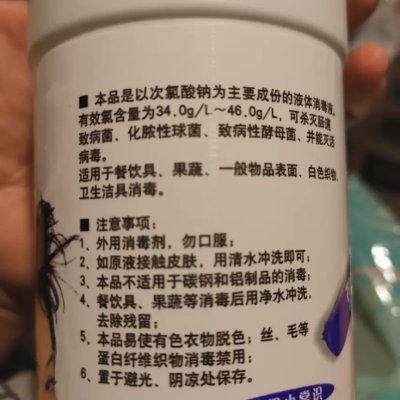 ■ 本品是以次氯酸钠为主要成份的液体消毒液,
有效氯含量为34.0g/L～46.0g/L，可杀灭肠道
致病菌、化脓性球菌、致病性酵母菌、并能灭活
病毒。
适用于餐饮具、果蔬、一般物品表面、白色织物、
卫生洁具消毒。
■ 注意事项：
1、外用消毒剂，勿口服；
2、如原液接触皮肤，用清水冲洗即可；
3、本品不适用于碳钢和铝制品的消毒；
4、餐饮具、果蔬等消毒后用净水冲洗，
去除残留；
5、本品易使有色衣物脱色；丝、毛等
蛋白纤维织物消毒禁用；
6、置于避光、阴凉处保存。
小常识